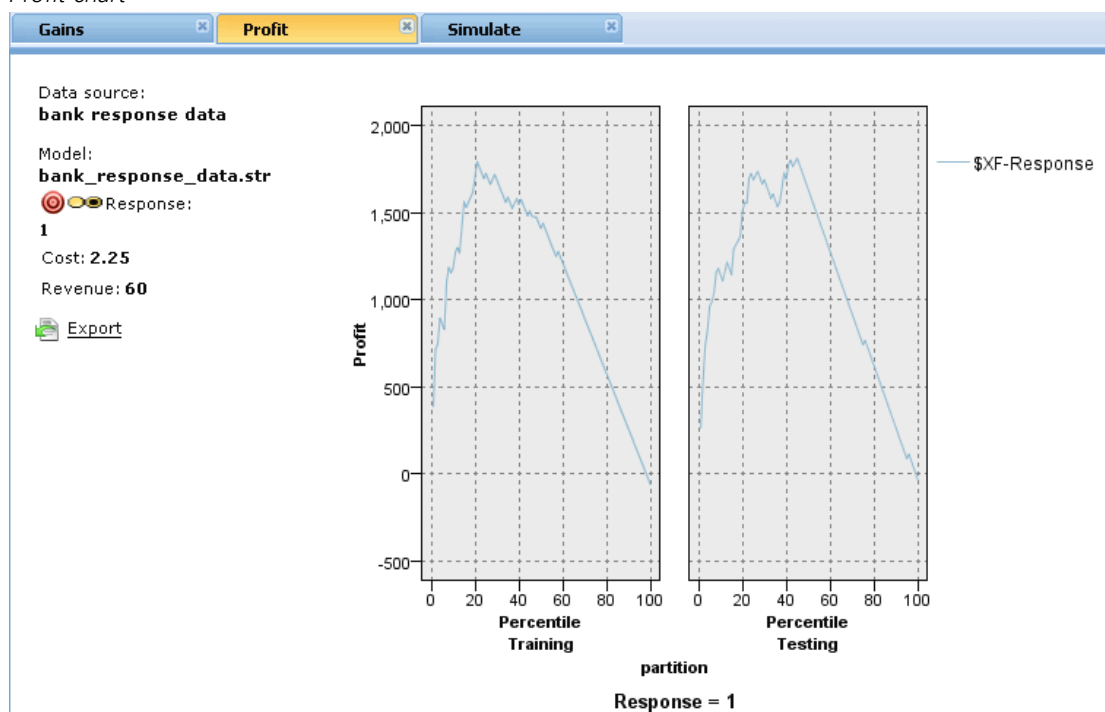 Profit chart
Gains
Profit
Simulate
Data source:
bank response data
Model:
bank_response_data.str
Response:
1
Cost: 2.25
Revenue: 60
Export
Profit
2,000
1,500
1,000
500
0
-500
0 20 40 60 80 100
Percentile
Training
0 20 40 60 80 100
Percentile
Testing
partition
Response = 1
$XF-Response